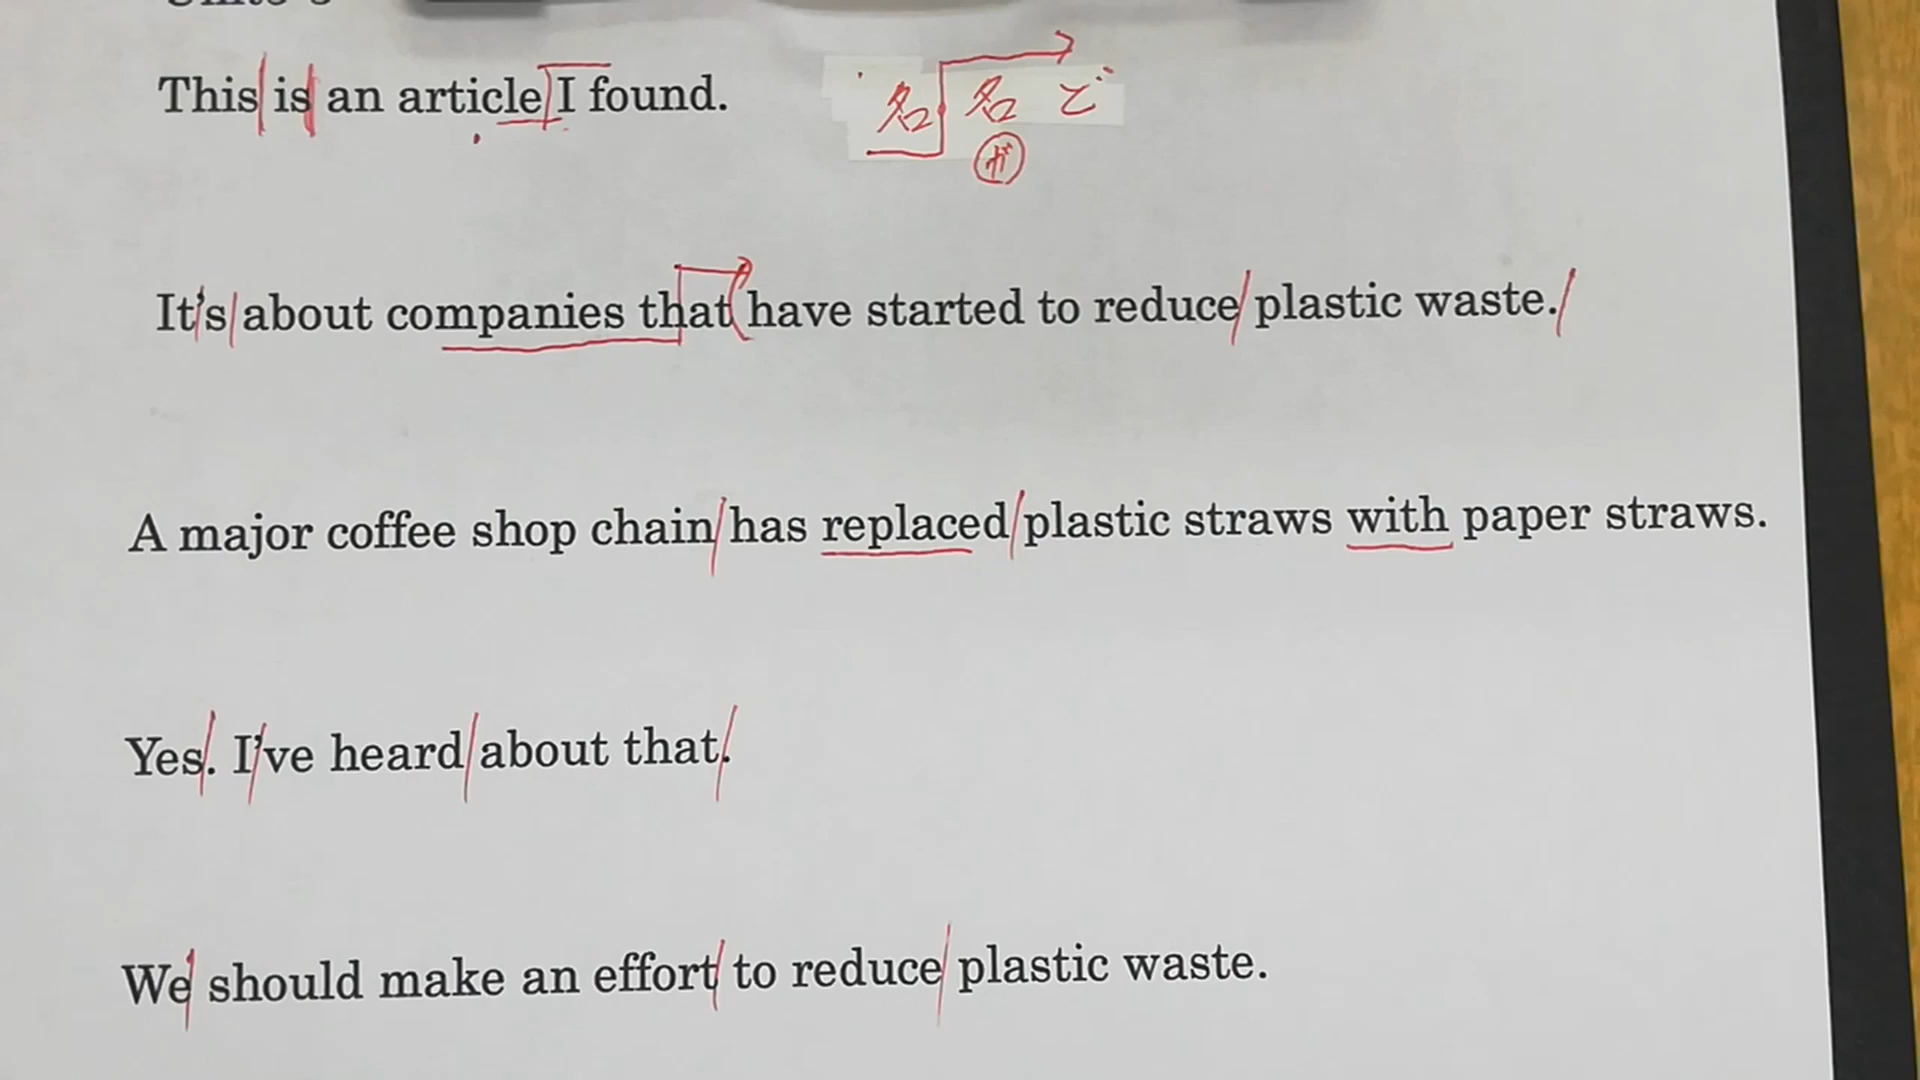 This is an article I found.
名 名 ど
が
It's about companies that have started to reduce plastic waste.
A major coffee shop chain has replaced plastic straws with paper straws.
Yes. I've heard about that.
We should make an effort to reduce plastic waste.